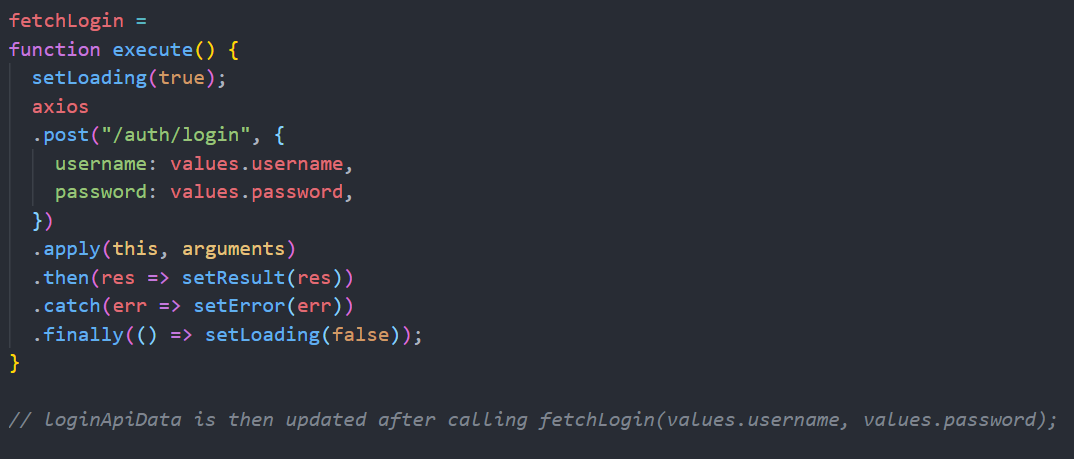 fetchLogin =
function execute() {
  setLoading(true);
  axios
  .post("/auth/login", {
    username: values.username,
    password: values.password,
  })
  .apply(this, arguments)
  .then(res => setResult(res))
  .catch(err => setError(err))
  .finally(() => setLoading(false));
}
// loginApiData is then updated after calling fetchLogin(values.username, values.password);